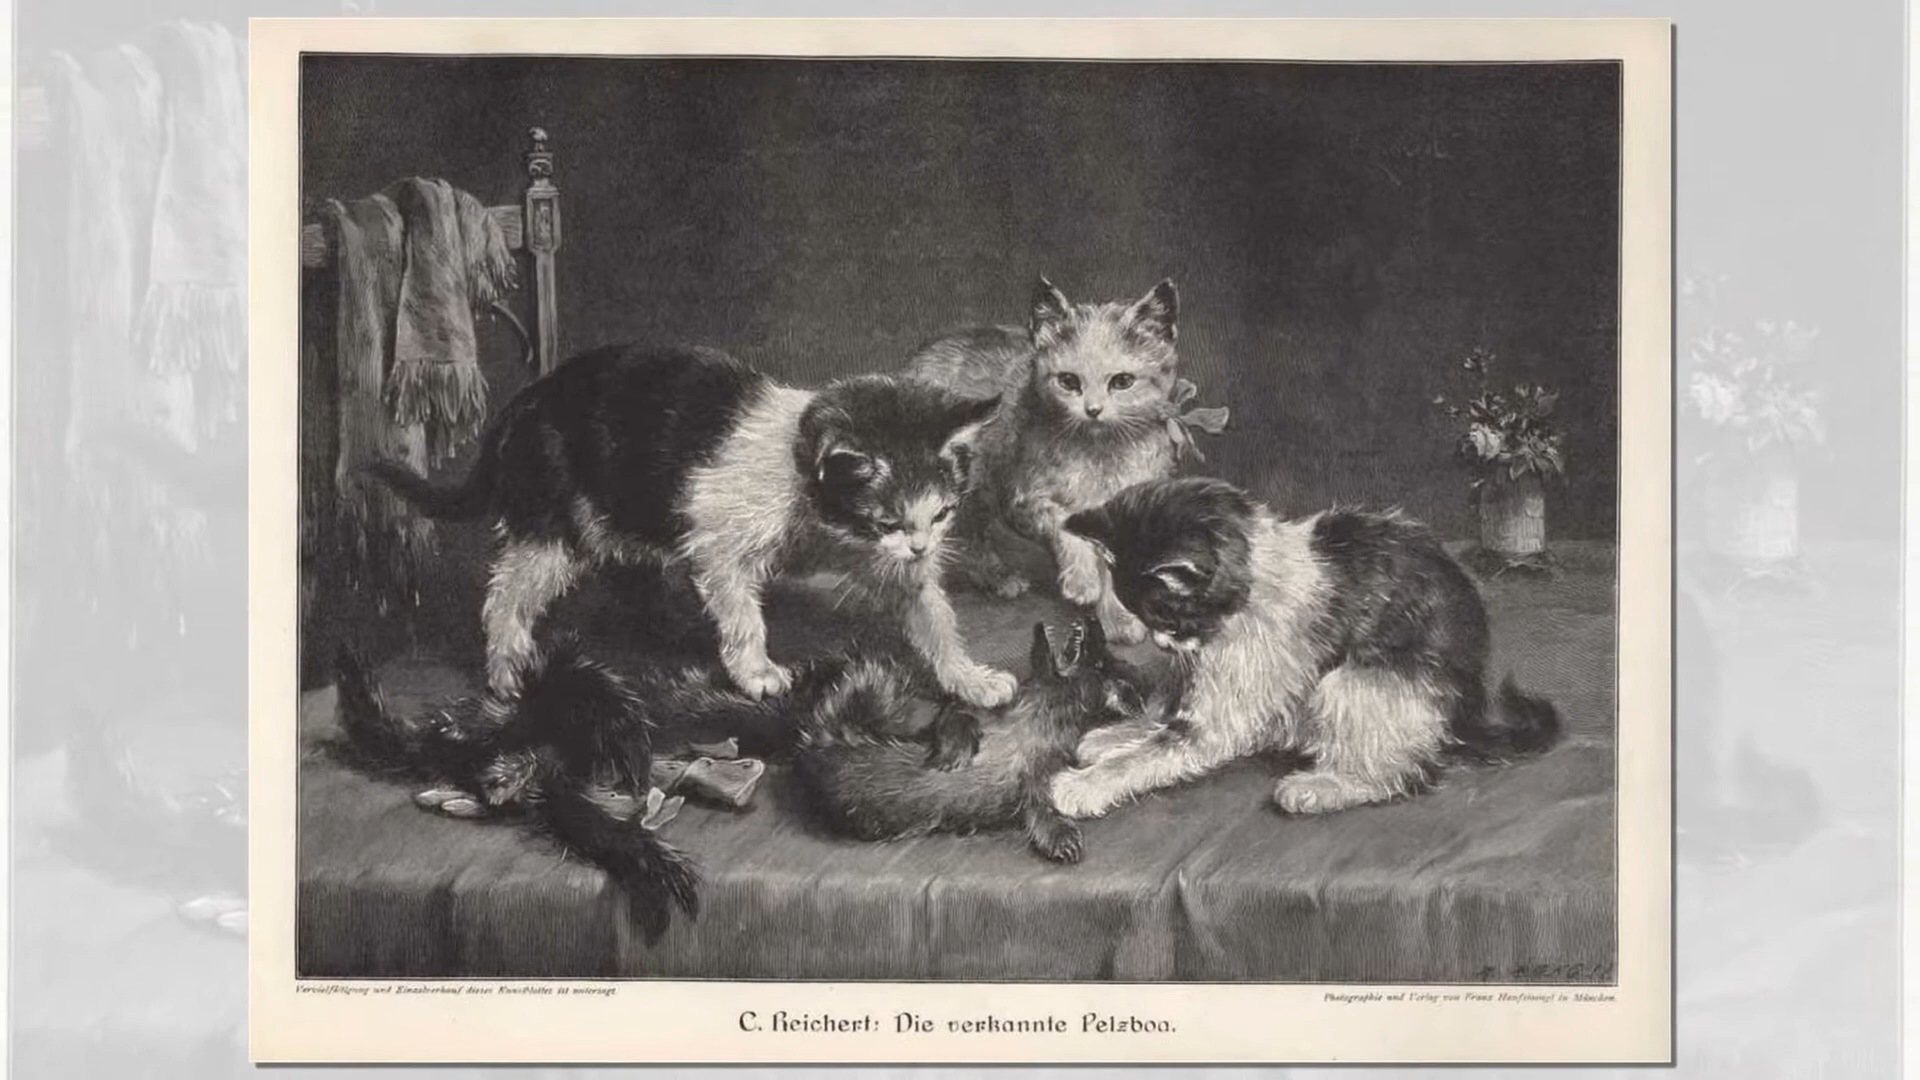 Vervielfältigung und Einzelverkauf dieses Kunstblattes ist untersagt.
Photographie und Verlag von Franz Hanfstaengl in München.
C. Reichert: Die verkannte Pelzboa.